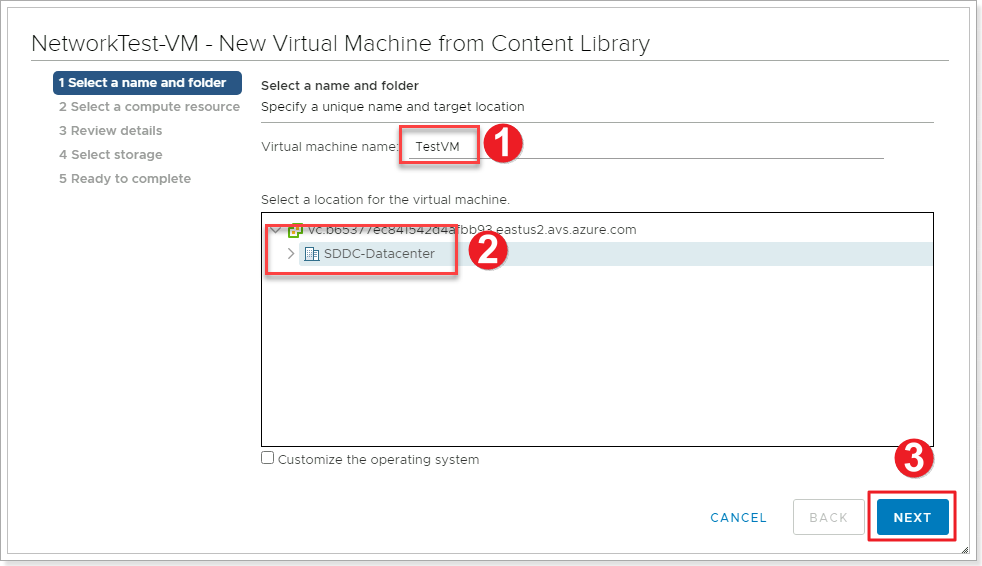 NetworkTest-VM - New Virtual Machine from Content Library
1 Select a name and folder
2 Select a compute resource
3 Review details
4 Select storage
5 Ready to complete
Select a name and folder
Specify a unique name and target location
Virtual machine name: TestVM
1
Select a location for the virtual machine.
vc.b65377ec841542d4afbb93.eastus2.avs.azure.com
SDDC-Datacenter
2
Customize the operating system
3
CANCEL
BACK
NEXT